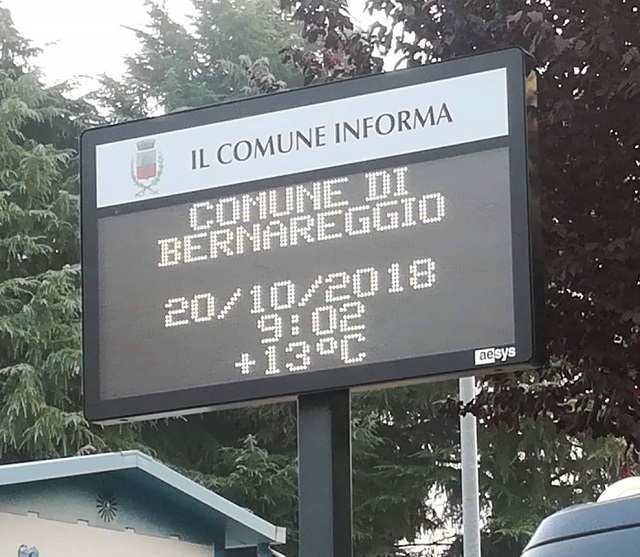 IL COMUNE INFORMA
COMUNE DI
BERNAREGGIO
20/10/2018
9:02
+13°C
aesys